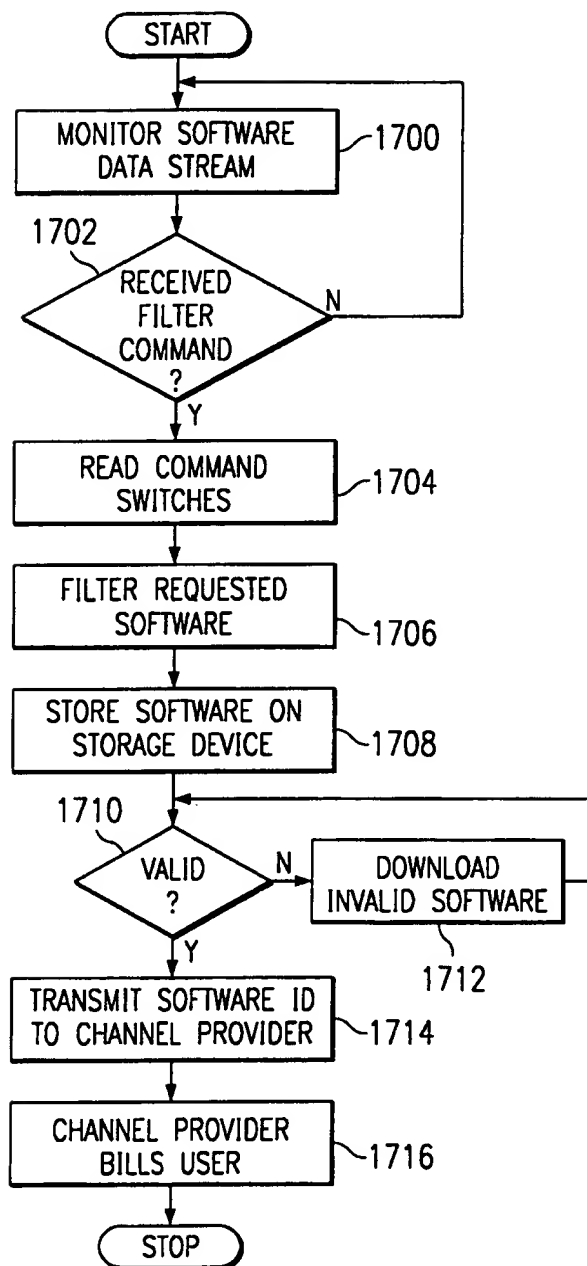 START
MONITOR SOFTWARE
DATA STREAM
1700
1702
RECEIVED
FILTER
COMMAND
?
N
Y
READ COMMAND
SWITCHES
1704
FILTER REQUESTED
SOFTWARE
1706
STORE SOFTWARE ON
STORAGE DEVICE
1708
1710
VALID
?
N
DOWNLOAD
INVALID SOFTWARE
1712
Y
TRANSMIT SOFTWARE ID
TO CHANNEL PROVIDER
1714
CHANNEL PROVIDER
BILLS USER
1716
STOP